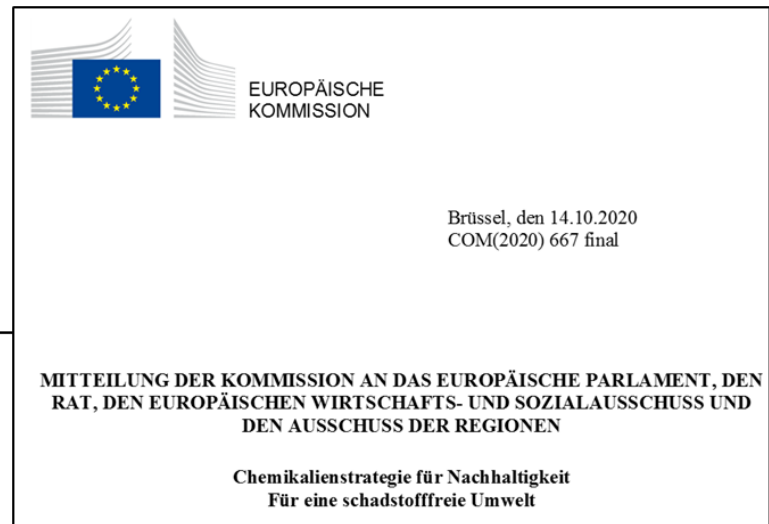 EUROPÄISCHE
KOMMISSION
Brüssel, den 14.10.2020
COM(2020) 667 final
MITTEILUNG DER KOMMISSION AN DAS EUROPÄISCHE PARLAMENT, DEN
RAT, DEN EUROPÄISCHEN WIRTSCHAFTS- UND SOZIALAUSSCHUSS UND
DEN AUSSCHUSS DER REGIONEN
Chemikalienstrategie für Nachhaltigkeit
Für eine schadstofffreie Umwelt